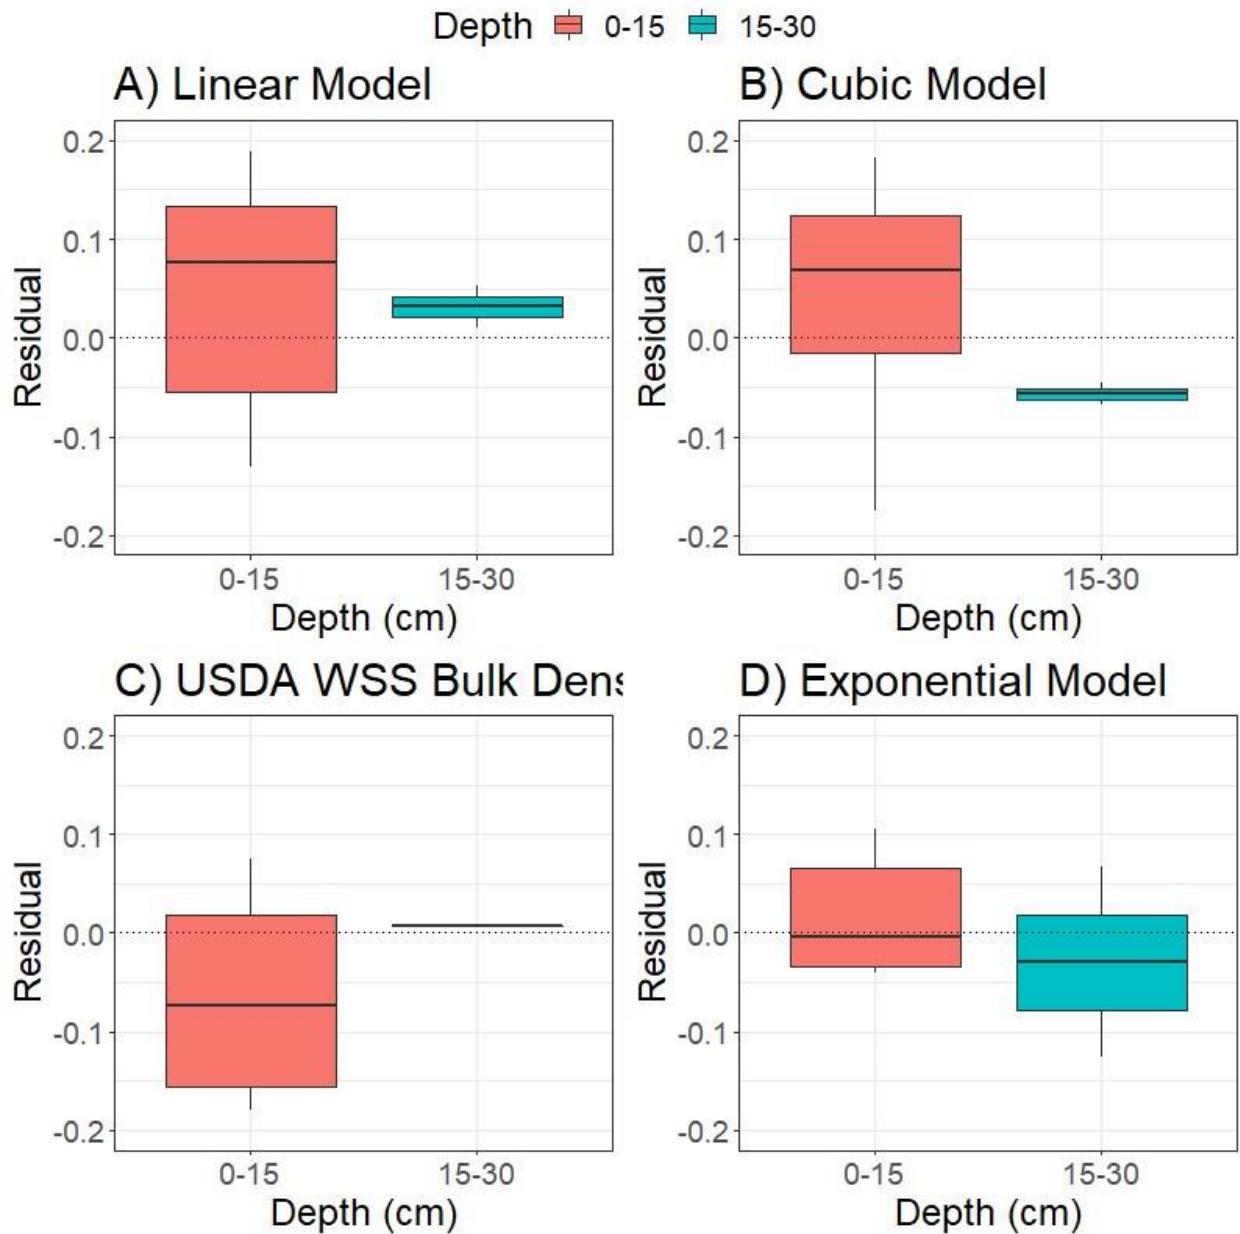 Depth 0-15 15-30
A) Linear Model
Residual
0.2
0.1
0.0
-0.1
-0.2
0-15 15-30
Depth (cm)
B) Cubic Model
Residual
0.2
0.1
0.0
-0.1
-0.2
0-15 15-30
Depth (cm)
C) USDA WSS Bulk Dens
Residual
0.2
0.1
0.0
-0.1
-0.2
0-15 15-30
Depth (cm)
D) Exponential Model
Residual
0.2
0.1
0.0
-0.1
-0.2
0-15 15-30
Depth (cm)